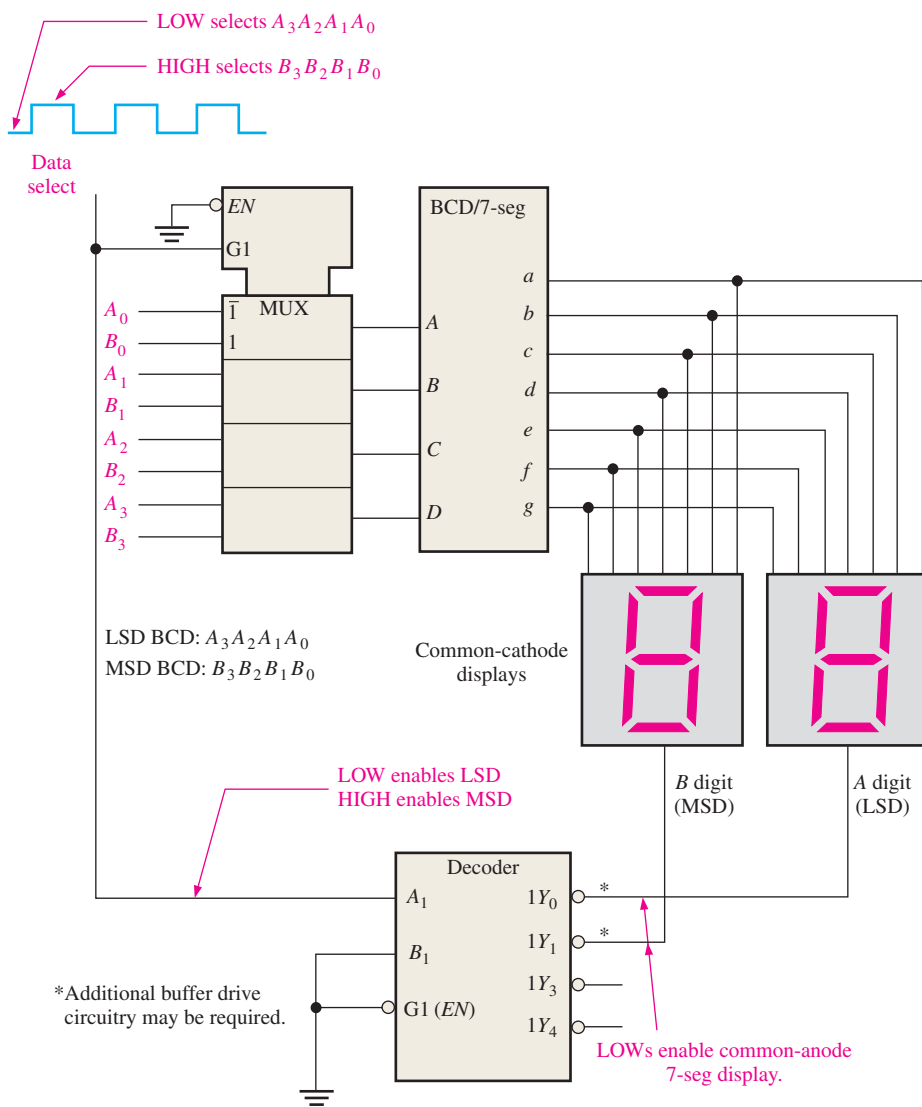 LOW selects A₃A₂A₁A₀
HIGH selects B₃B₂B₁B₀
Data
select
EN
G1
MUX
1̅
1
A₀
B₀
A₁
B₁
A₂
B₂
A₃
B₃
BCD/7-seg
A
B
C
D
a
b
c
d
e
f
g
LSD BCD: A₃A₂A₁A₀
MSD BCD: B₃B₂B₁B₀
Common-cathode
displays
LOW enables LSD
HIGH enables MSD
B digit
(MSD)
A digit
(LSD)
Decoder
A₁
B₁
G1 (EN)
1Y₀
1Y₁
1Y₃
1Y₄
*
*
*Additional buffer drive
circuitry may be required.
LOWs enable common-anode
7-seg display.